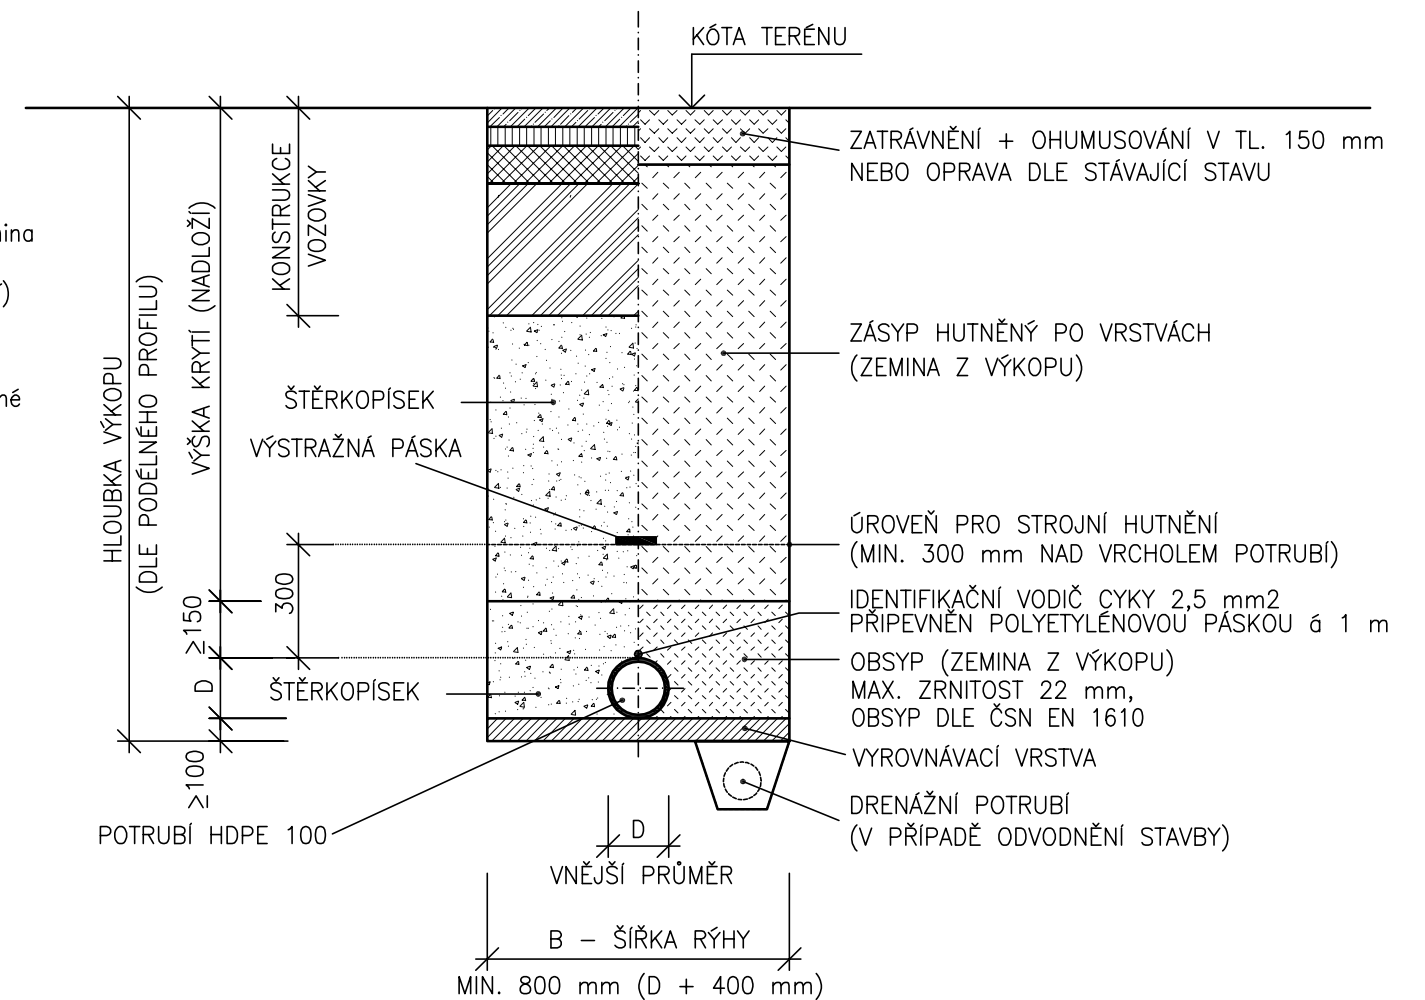 KÓTA TERÉNU
ZATRÁVNĚNÍ + OHUMUSOVÁNÍ V TL. 150 mm
NEBO OPRAVA DLE STÁVAJÍCÍ STAVU
KONSTRUKCE
VOZOVKY
VÝŠKA KRYTÍ (NADLOŽÍ)
HLOUBKA VÝKOPU
(DLE PODÉLNÉHO PROFILU)
ZÁSYP HUTNĚNÝ PO VRSTVÁCH
(ZEMINA Z VÝKOPU)
ŠTĚRKOPÍSEK
VÝSTRAŽNÁ PÁSKA
ÚROVEŇ PRO STROJNÍ HUTNĚNÍ
(MIN. 300 mm NAD VRCHOLEM POTRUBÍ)
300
≥150
D
≥100
IDENTIFIKAČNÍ VODIČ CYKY 2,5 mm2
PŘIPEVNĚN POLYETYLÉNOVOU PÁSKOU á 1 m
OBSYP (ZEMINA Z VÝKOPU)
MAX. ZRNITOST 22 mm,
OBSYP DLE ČSN EN 1610
ŠTĚRKOPÍSEK
VYROVNÁVACÍ VRSTVA
DRENÁŽNÍ POTRUBÍ
(V PŘÍPADĚ ODVODNĚNÍ STAVBY)
POTRUBÍ HDPE 100
D
VNĚJŠÍ PRŮMĚR
B – ŠÍŘKA RÝHY
MIN. 800 mm (D + 400 mm)